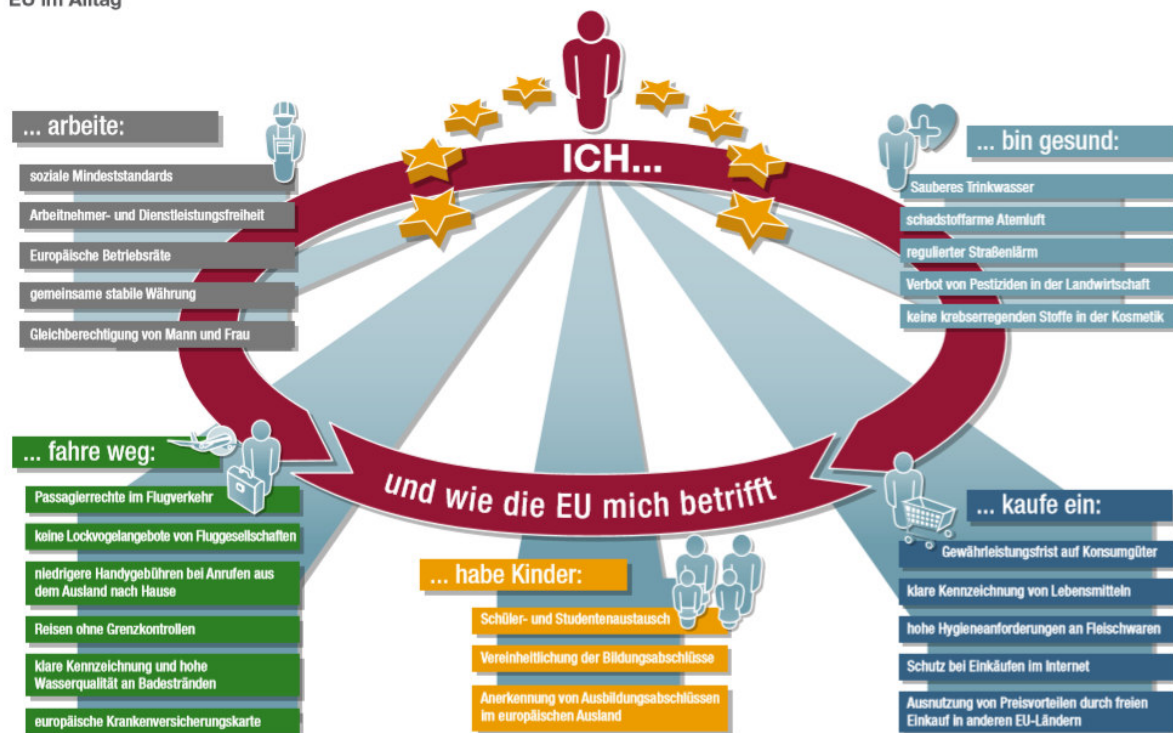 EU im Alltag
ICH...
... arbeite:
soziale Mindeststandards
Arbeitnehmer- und Dienstleistungsfreiheit
Europäische Betriebsräte
gemeinsame stabile Währung
Gleichberechtigung von Mann und Frau
... bin gesund:
Sauberes Trinkwasser
schadstoffarme Atemluft
regulierter Straßenlärm
Verbot von Pestiziden in der Landwirtschaft
keine krebserregenden Stoffe in der Kosmetik
und wie die EU mich betrifft
... fahre weg:
Passagierrechte im Flugverkehr
keine Lockvogelangebote von Fluggesellschaften
niedrigere Handygebühren bei Anrufen aus
dem Ausland nach Hause
Reisen ohne Grenzkontrollen
klare Kennzeichnung und hohe
Wasserqualität an Badestränden
europäische Krankenversicherungskarte
... habe Kinder:
Schüler- und Studentenaustausch
Vereinheitlichung der Bildungsabschlüsse
Anerkennung von Ausbildungsabschlüssen
im europäischen Ausland
... kaufe ein:
Gewährleistungsfrist auf Konsumgüter
klare Kennzeichnung von Lebensmitteln
hohe Hygieneanforderungen an Fleischwaren
Schutz bei Einkäufen im Internet
Ausnutzung von Preisvorteilen durch freien
Einkauf in anderen EU-Ländern